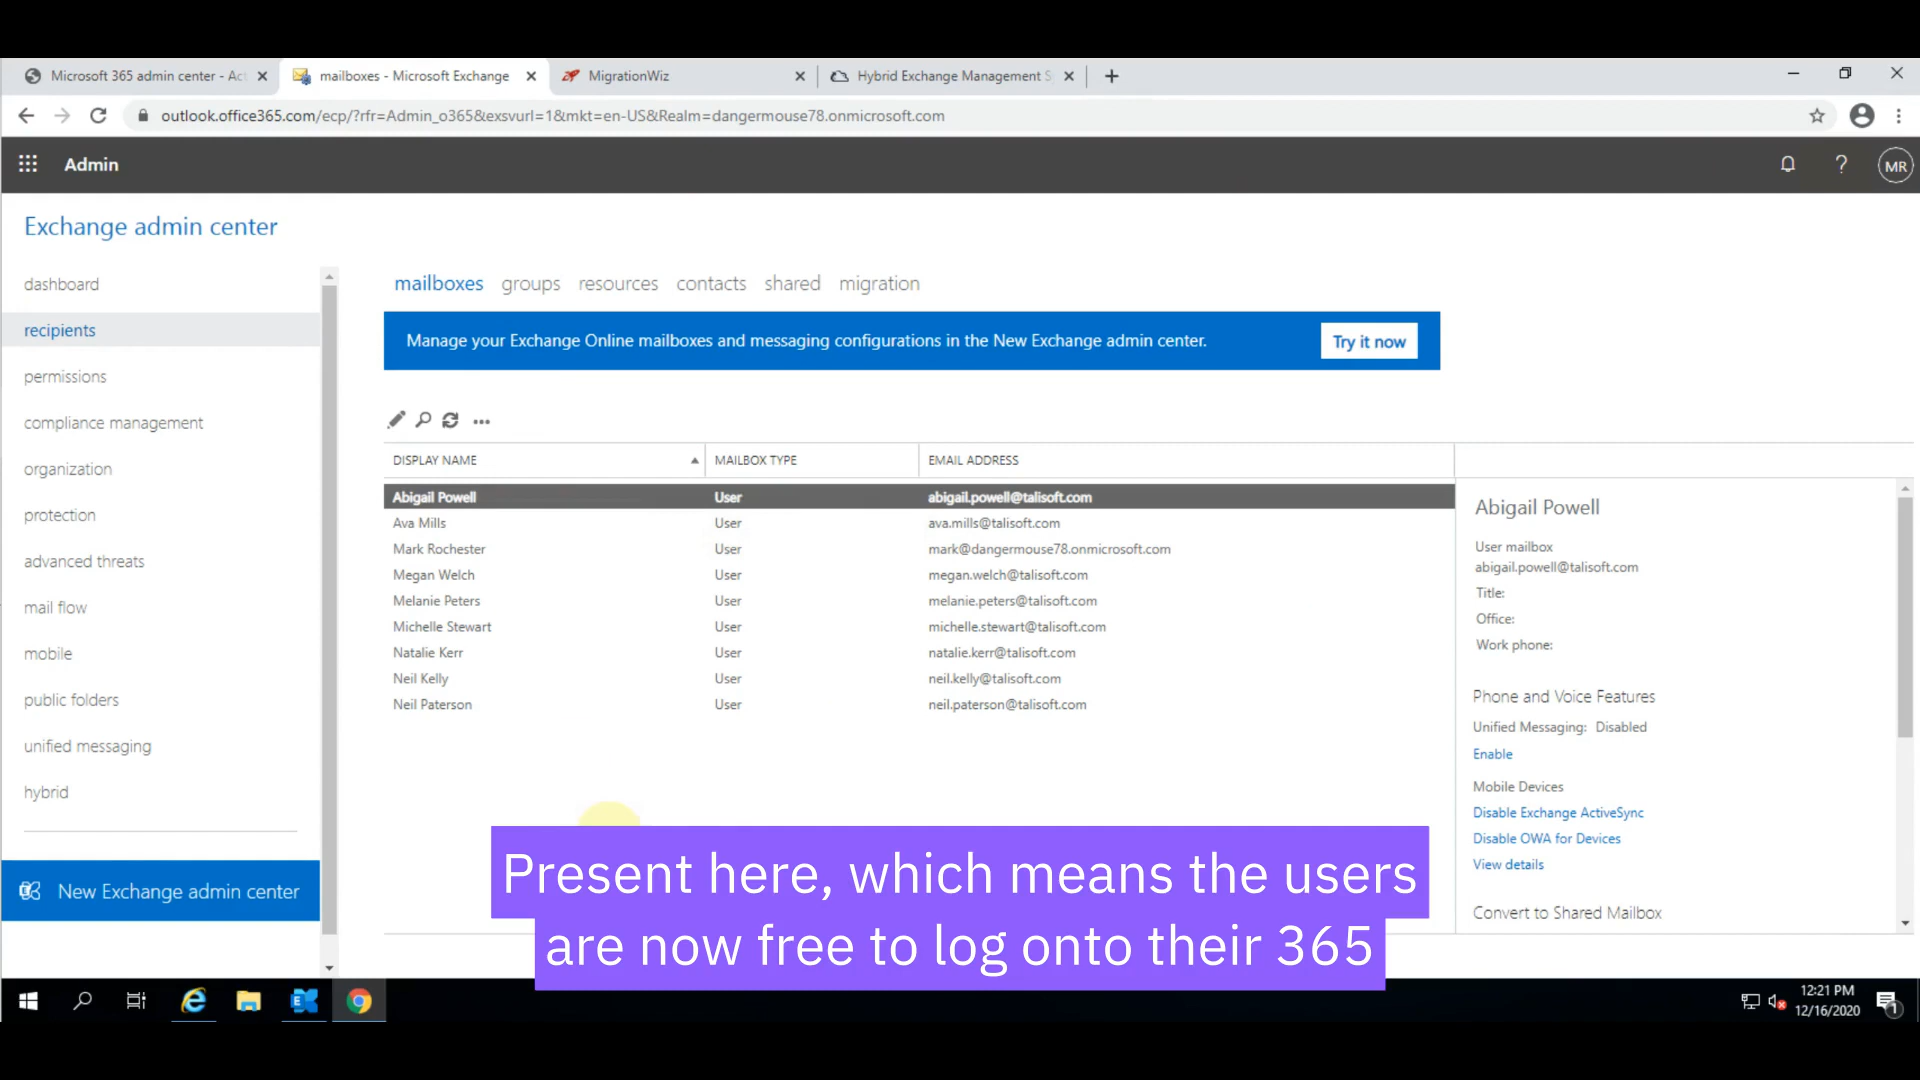 Microsoft 365 admin center - Act
mailboxes - Microsoft Exchange
MigrationWiz
Hybrid Exchange Management S
outlook.office365.com/ecp/?rfr=Admin_o365&exsvurl=1&mkt=en-US&Realm=dangermouse78.onmicrosoft.com
Admin
?
MR
Exchange admin center
dashboard
recipients
permissions
compliance management
organization
protection
advanced threats
mail flow
mobile
public folders
unified messaging
hybrid
New Exchange admin center
mailboxes groups resources contacts shared migration
Manage your Exchange Online mailboxes and messaging configurations in the New Exchange admin center.
Try it now
DISPLAY NAME MAILBOX TYPE EMAIL ADDRESS
Abigail Powell User abigail.powell@talisoft.com
Ava Mills User ava.mills@talisoft.com
Mark Rochester User mark@dangermouse78.onmicrosoft.com
Megan Welch User megan.welch@talisoft.com
Melanie Peters User melanie.peters@talisoft.com
Michelle Stewart User michelle.stewart@talisoft.com
Natalie Kerr User natalie.kerr@talisoft.com
Neil Kelly User neil.kelly@talisoft.com
Neil Paterson User neil.paterson@talisoft.com
Abigail Powell
User mailbox
abigail.powell@talisoft.com
Title:
Office:
Work phone:
Phone and Voice Features
Unified Messaging: Disabled
Enable
Mobile Devices
Disable Exchange ActiveSync
Disable OWA for Devices
View details
Convert to Shared Mailbox
Present here, which means the users
are now free to log onto their 365
12:21 PM
12/16/2020
1